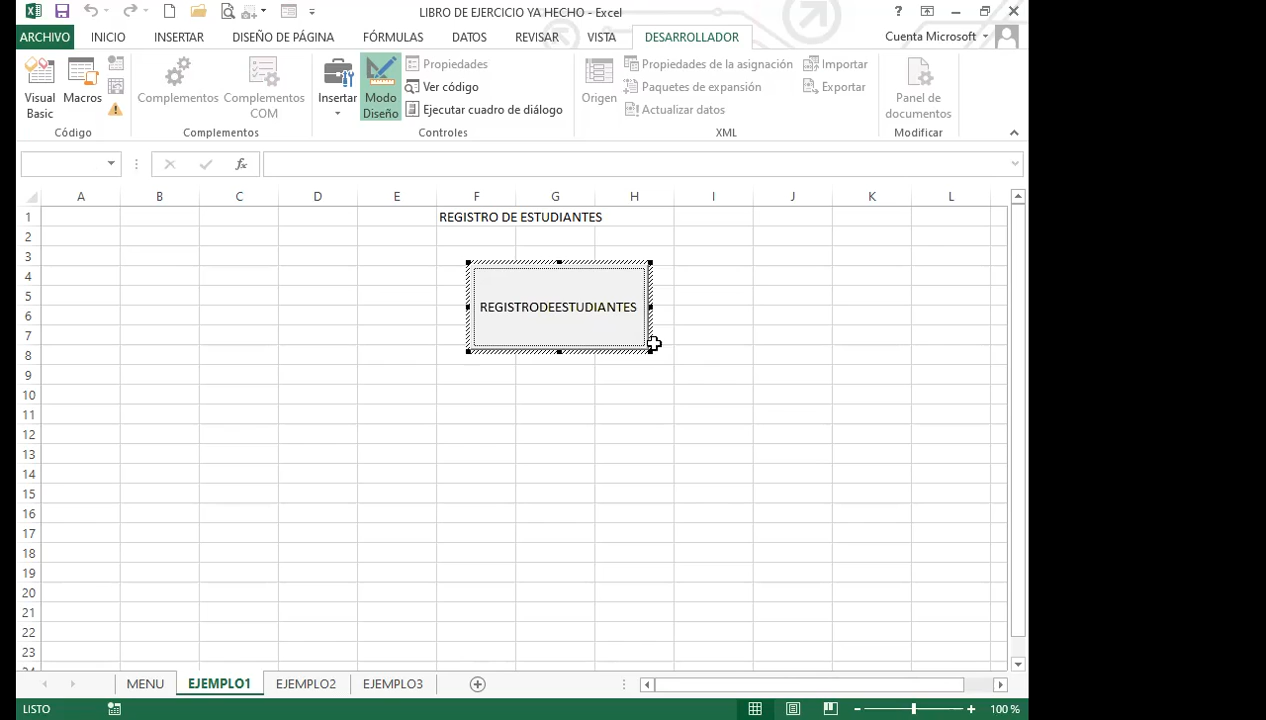 LIBRO DE EJERCICIO YA HECHO - Excel
?
ARCHIVO INICIO INSERTAR DISEÑO DE PÁGINA FÓRMULAS DATOS REVISAR VISTA DESARROLLADOR Cuenta Microsoft
Visual Basic
Macros
Código
Complementos
Complementos COM
Complementos
Insertar
Modo Diseño
Propiedades
Ver código
Ejecutar cuadro de diálogo
Controles
Origen
Propiedades de la asignación
Paquetes de expansión
Actualizar datos
Importar
Exportar
XML
Panel de documentos
Modificar
fx
A B C D E F G H I J K L
1 REGISTRO DE ESTUDIANTES
2
3
4
5
6 REGISTRODEESTUDIANTES
7
8
9
10
11
12
13
14
15
16
17
18
19
20
21
22
23
24
MENU EJEMPLO1 EJEMPLO2 EJEMPLO3
LISTO 100 %